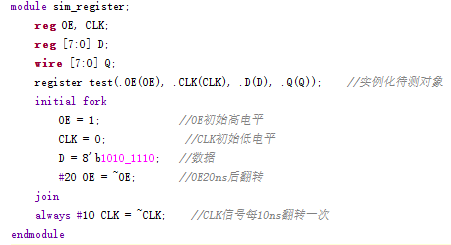 module sim_register;
reg OE, CLK;
reg [7:0] D;
wire [7:0] Q;
register test(.OE(OE), .CLK(CLK), .D(D), .Q(Q)); //实例化待测对象
initial fork
OE = 1; //OE初始高电平
CLK = 0; //CLK初始低电平
D = 8'b1010_1110; //数据
#20 OE = ~OE; //OE20ns后翻转
join
always #10 CLK = ~CLK; //CLK信号每10ns翻转一次
endmodule